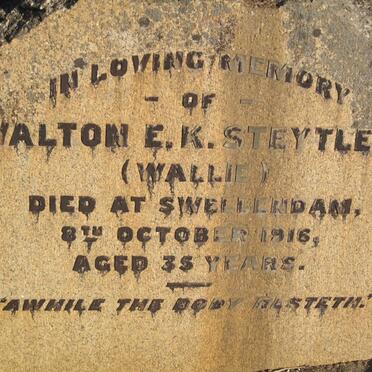 IN LOVING MEMORY
- OF -
WALTON E. K. STEYTLE
(WALLIE)
DIED AT SWELLENDAM,
8TH OCTOBER 1916,
AGED 35 YEARS.
"AWHILE THE BODY RESTETH."